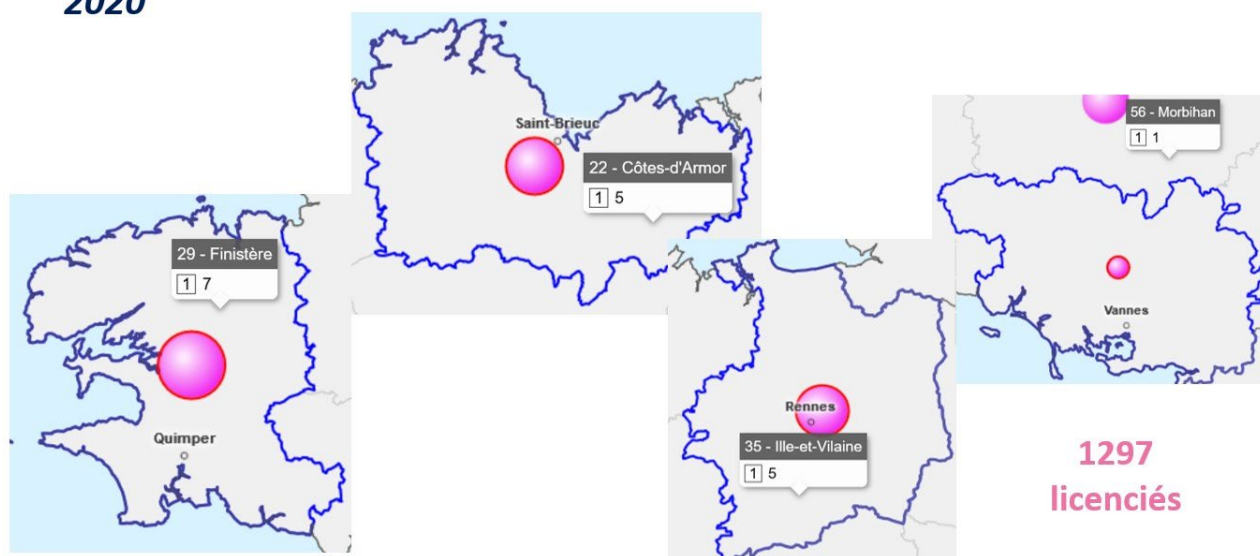 2020
Saint-Brieuc
22 - Côtes-d'Armor
1 5
56 - Morbihan
1 1
29 - Finistère
1 7
Quimper
Vannes
Rennes
35 - Ille-et-Vilaine
1 5
1297
licenciés